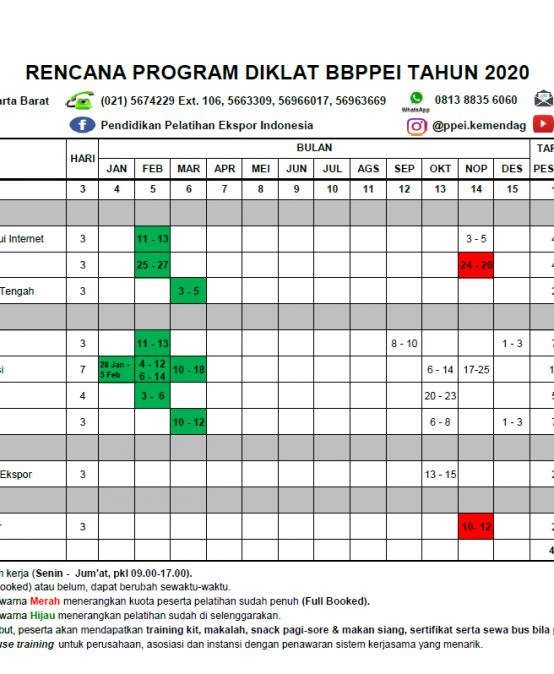 RENCANA PROGRAM DIKLAT BBPPEI TAHUN 2020
arta Barat (021) 5674229 Ext. 106, 5663309, 56966017, 56963669 WhatsApp 0813 8835 6060
Pendidikan Pelatihan Ekspor Indonesia @ppei.kemendag
HARI BULAN TAR
JAN FEB MAR APR MEI JUN JUL AGS SEP OKT NOP DES PES
3 4 5 6 7 8 9 10 11 12 13 14 15 1
ui Internet 3 11 - 13 3 - 5 4
3 25 - 27 24 - 26 4
Tengah 3 3 - 5 2
3 11 - 13 8 - 10 1 - 3 7
si 7 28 Jan - 5 Feb 4 - 12 6 - 14 10 - 18 6 - 14 17-25 1
4 3 - 6 20 - 23 5
3 10 - 12 6 - 8 1 - 3 7
Ekspor 3 13 - 15 2
r 3 10- 12 2
4
n kerja (Senin - Jum'at, pkl 09.00-17.00).
ooked) atau belum, dapat berubah sewaktu-waktu.
warna Merah menerangkan kuota peserta pelatihan sudah penuh (Full Booked).
warna Hijau menerangkan pelatihan sudah di selenggarakan.
but, peserta akan mendapatkan training kit, makalah, snack pagi-sore & makan siang, sertifikat serta sewa bus bila p
use training untuk perusahaan, asosiasi dan instansi dengan penawaran sistem kerjasama yang menarik.